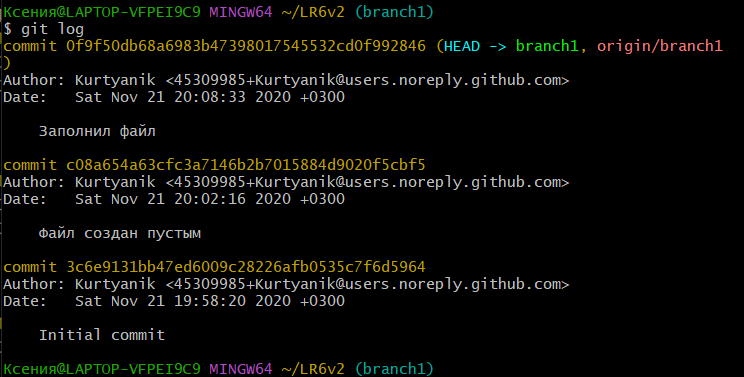 Ксения@LAPTOP-VFPEI9C9 MINGW64 ~/LR6v2 (branch1)
$ git log
commit 0f9f50db68a6983b47398017545532cd0f992846 (HEAD -> branch1, origin/branch1
)
Author: Kurtyanik <45309985+Kurtyanik@users.noreply.github.com>
Date:   Sat Nov 21 20:08:33 2020 +0300
    Заполнил файл
commit c08a654a63cfc3a7146b2b7015884d9020f5cbf5
Author: Kurtyanik <45309985+Kurtyanik@users.noreply.github.com>
Date:   Sat Nov 21 20:02:16 2020 +0300
    Файл создан пустым
commit 3c6e9131bb47ed6009c28226afb0535c7f6d5964
Author: Kurtyanik <45309985+Kurtyanik@users.noreply.github.com>
Date:   Sat Nov 21 19:58:20 2020 +0300
    Initial commit
Ксения@LAPTOP-VFPEI9C9 MINGW64 ~/LR6v2 (branch1)